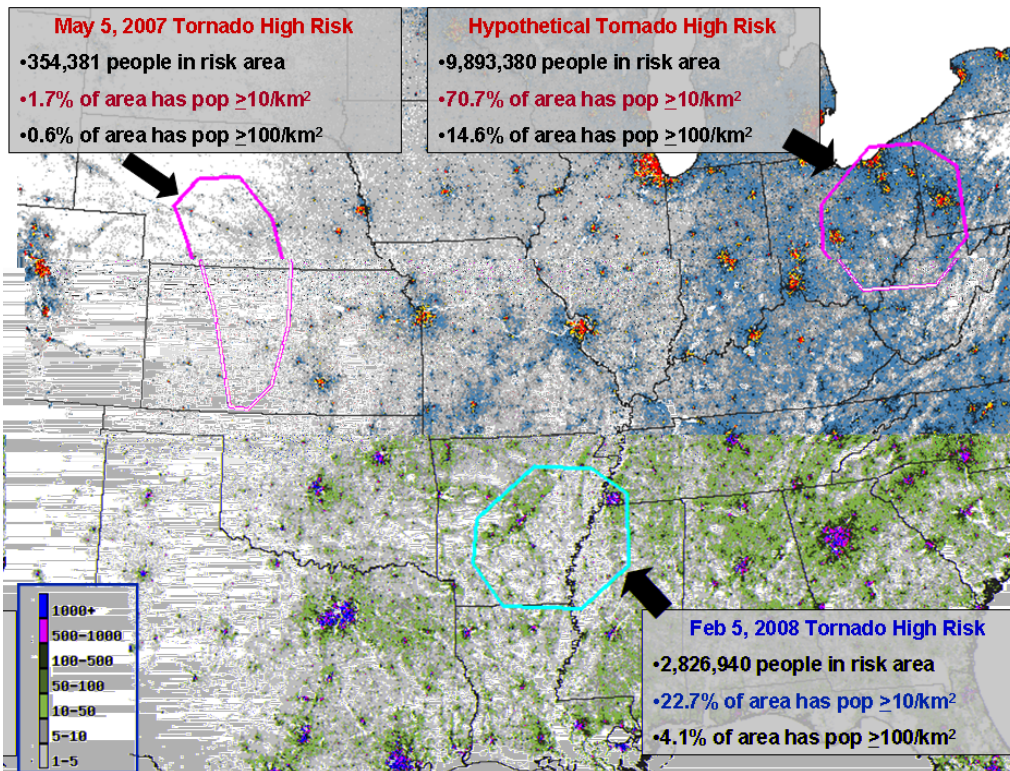 May 5, 2007 Tornado High Risk
•354,381 people in risk area
•1.7% of area has pop ≥10/km²
•0.6% of area has pop ≥100/km²
Hypothetical Tornado High Risk
•9,893,380 people in risk area
•70.7% of area has pop ≥10/km²
•14.6% of area has pop ≥100/km²
1000+
500-1000
100-500
50-100
10-50
5-10
1-5
Feb 5, 2008 Tornado High Risk
•2,826,940 people in risk area
•22.7% of area has pop ≥10/km²
•4.1% of area has pop ≥100/km²